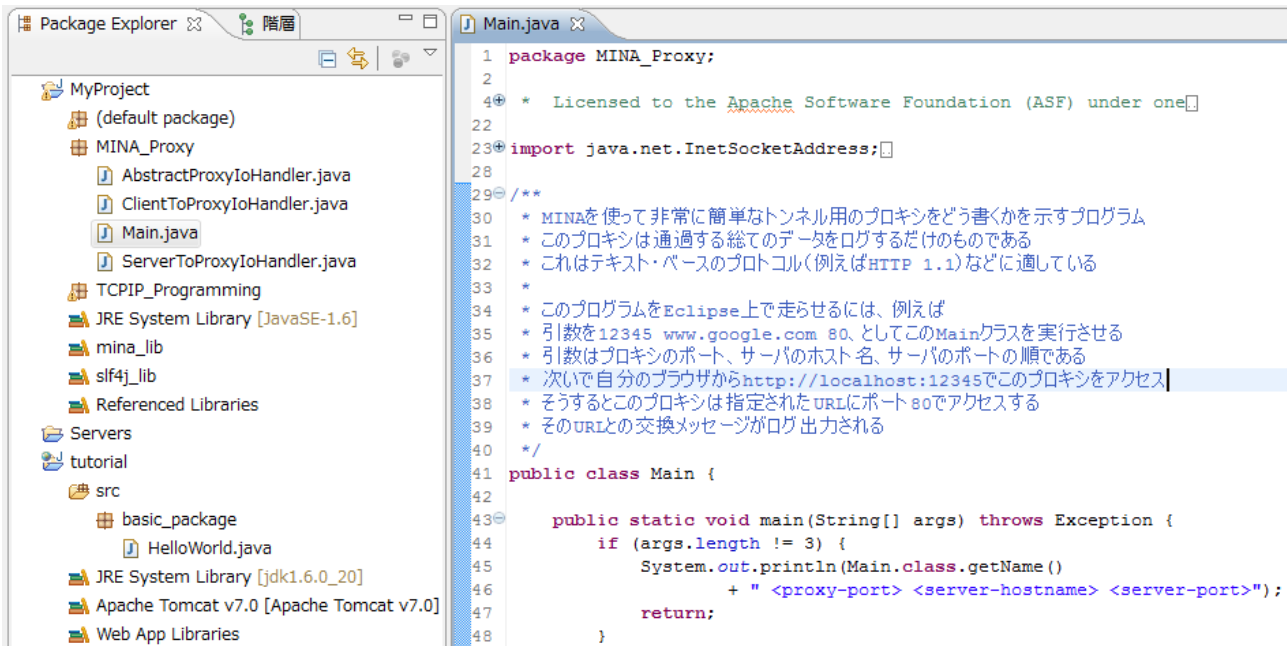 Package Explorer
階層
MyProject
(default package)
MINA_Proxy
AbstractProxyIoHandler.java
ClientToProxyIoHandler.java
Main.java
ServerToProxyIoHandler.java
TCPIP_Programming
JRE System Library [JavaSE-1.6]
mina_lib
slf4j_lib
Referenced Libraries
Servers
tutorial
src
basic_package
HelloWorld.java
JRE System Library [jdk1.6.0_20]
Apache Tomcat v7.0 [Apache Tomcat v7.0]
Web App Libraries
Main.java
1 package MINA_Proxy;
2
4 * Licensed to the Apache Software Foundation (ASF) under one
22
23 import java.net.InetSocketAddress;
28
29 /**
30 * MINAを使って非常に簡単なトンネル用のプロキシをどう書くかを示すプログラム
31 * このプロキシは通過する総てのデータをログするだけのものである
32 * これはテキスト・ベースのプロトコル(例えばHTTP 1.1)などに適している
33 *
34 * このプログラムをEclipse上で走らせるには、例えば
35 * 引数を12345 www.google.com 80、としてこのMainクラスを実行させる
36 * 引数はプロキシのポート、サーバのホスト名、サーバのポートの順である
37 * 次いで自分のブラウザからhttp://localhost:12345でこのプロキシをアクセス
38 * そうするとこのプロキシは指定されたURLにポート80でアクセスする
39 * そのURLとの交換メッセージがログ出力される
40 */
41 public class Main {
42
43 public static void main(String[] args) throws Exception {
44 if (args.length != 3) {
45 System.out.println(Main.class.getName()
46 + " <proxy-port> <server-hostname> <server-port>");
47 return;
48 }